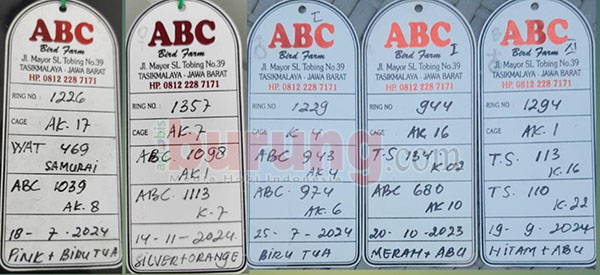 ABC
Bird Farm
Jl. Mayor SL Tobing No.39
TASIKMALAYA - JAWA BARAT
HP. 0812 228 7171
RING NO. : 1226
CAGE : AK. 17
WAT 469
SAMURAI
ABC 1039
AK. 8
18 - 7 - 2024
PINK + BIRU TUA
ABC
Bird Farm
Jl. Mayor SL Tobing No.39
TASIKMALAYA - JAWA BARAT
HP. 0812 228 7171
RING NO. : 1357
CAGE : AK. 7
ABC 1098
AK 1
ABC 1113
K. 7
14 - 11 - 2024
SILVER + ORANGE
I
ABC
Bird Farm
Jl. Mayor SL Tobing No.39
TASIKMALAYA - JAWA BARAT
HP. 0812 228 7171
RING NO. : 1229
CAGE : K. 4
ABC 943
AK 4
ABC 974
AK. 6
25 - 7 - 2024
BIRU TUA
ABC
Bird Farm
I
Jl. Mayor SL Tobing No.39
TASIKMALAYA - JAWA BARAT
HP. 0812 228 7171
RING NO. : 944
CAGE : AK 16
T.S. 134
K. 02
ABC 680
AK 10
20 - 10 - 2023
MERAH + ABU
ABC
Bird Farm
Jl. Mayor SL Tobing No.39
TASIKMALAYA - JAWA BARAT
HP. 0812 228 7171
RING NO. : 1294
CAGE : AK. 1
T.S. 113
K. 16
T.S. 110
K. 22
19 - 9 - 2024
HITAM + ABU
burung.com